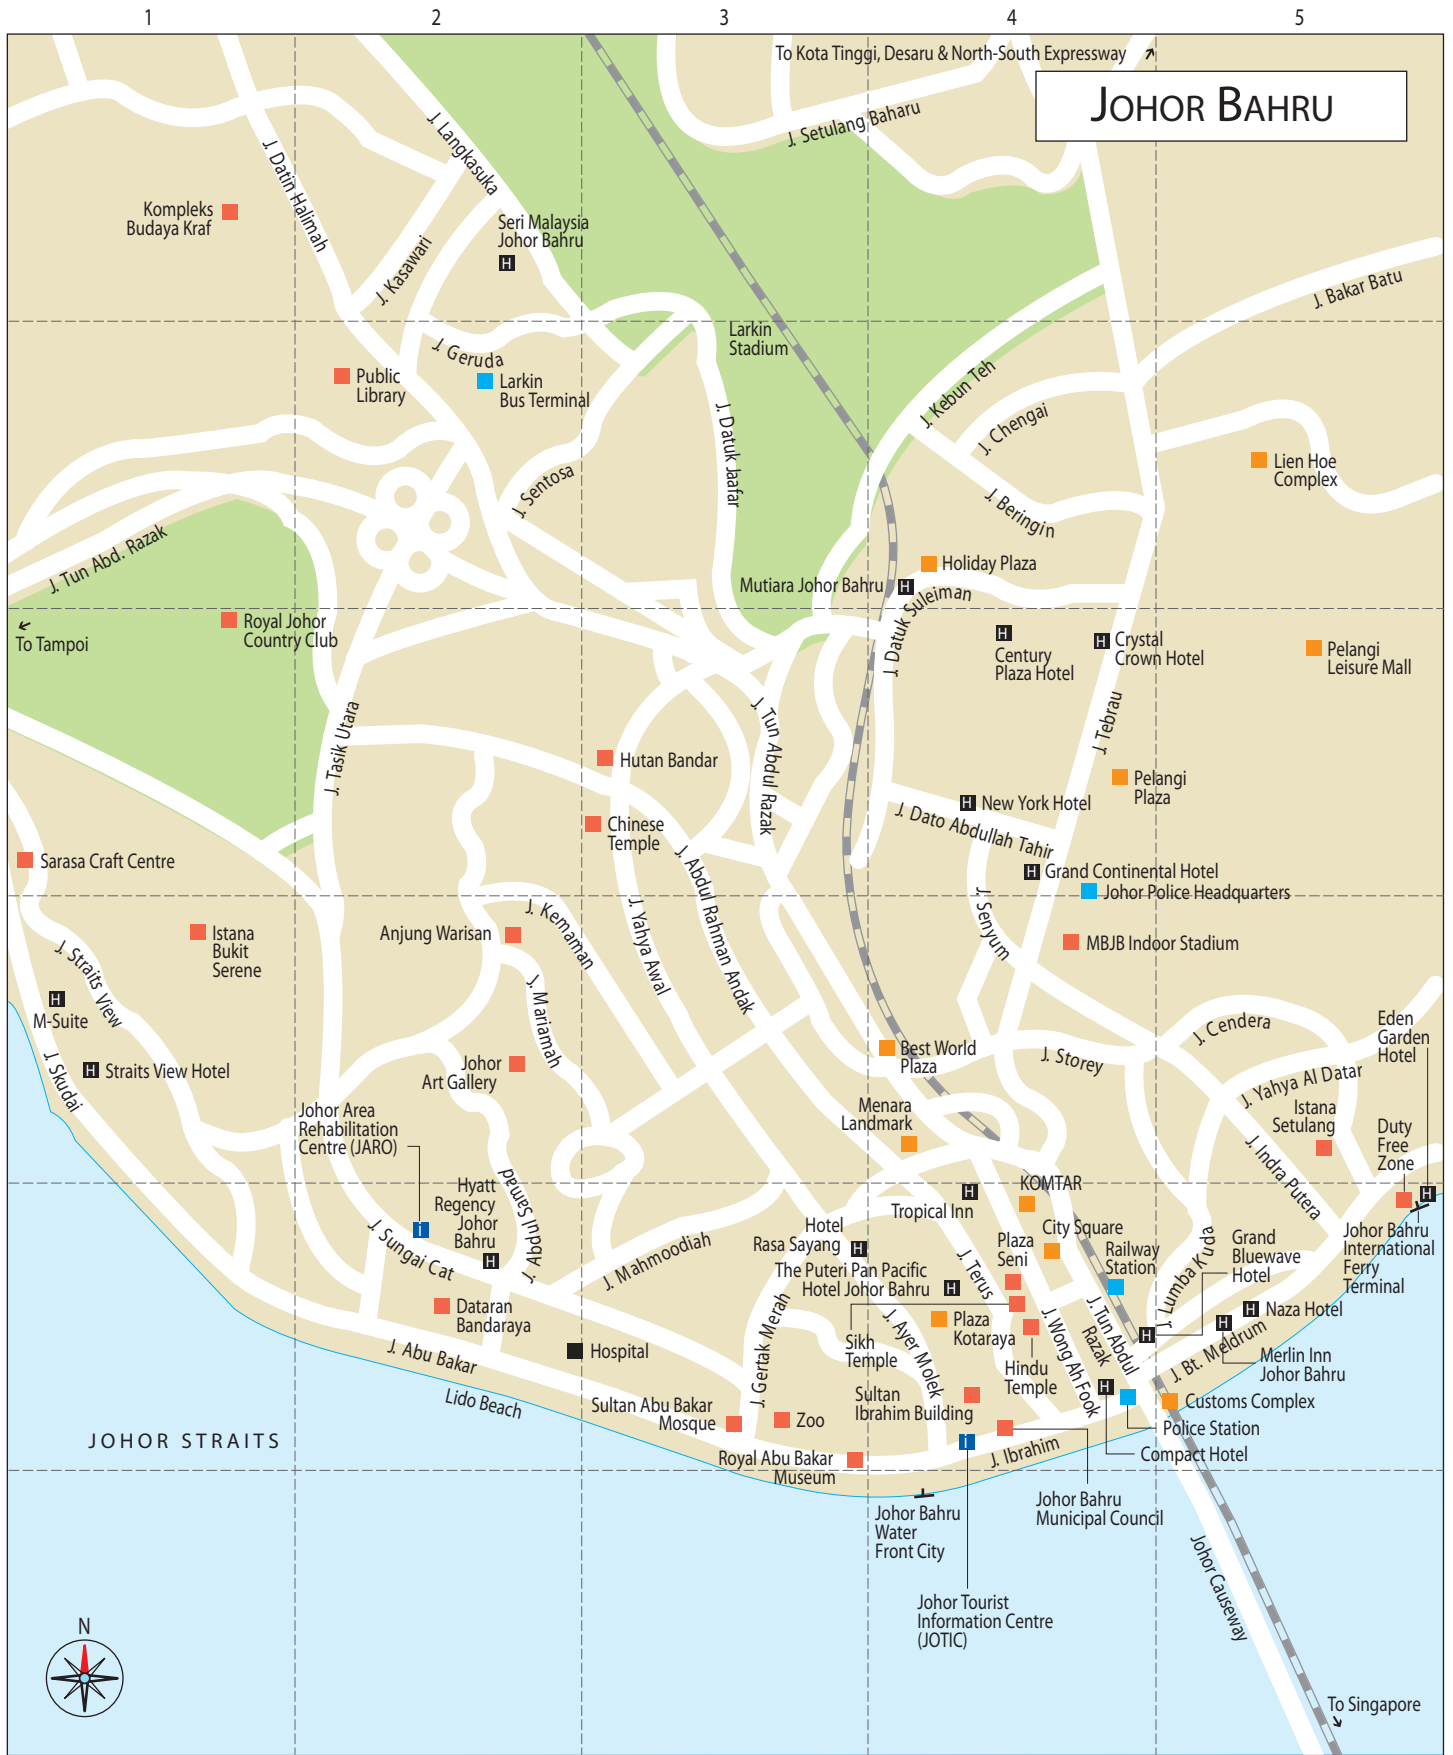 1
2
3
4
5
To Kota Tinggi, Desaru & North-South Expressway
JOHOR BAHRU
J. Setulang Baharu
J. Langkasuka
J. Datin Halimah
Kompleks
Budaya Kraf
Seri Malaysia
Johor Bahru
H
J. Kasawari
J. Bakar Batu
Larkin
Stadium
J. Geruda
Public
Library
Larkin
Bus Terminal
J. Kebun Teh
J. Chengai
J. Datuk Jaafar
Lien Hoe
Complex
J. Sentosa
J. Beringin
J. Tun Abd. Razak
Holiday Plaza
Mutiara Johor Bahru
H
J. Datuk Suleiman
Royal Johor
Country Club
To Tampoi
H
Century
Plaza Hotel
H
Crystal
Crown Hotel
Pelangi
Leisure Mall
J. Tasik Utara
J. Tun Abdul Razak
J. Tebrau
Hutan Bandar
Pelangi
Plaza
H
New York Hotel
J. Dato Abdullah Tahir
Chinese
Temple
Sarasa Craft Centre
J. Abdul Rahman Andak
H
Grand Continental Hotel
Johor Police Headquarters
J. Kemaman
J. Yahya Awal
J. Senyum
Istana
Bukit
Serene
Anjung Warisan
MBJB Indoor Stadium
J. Straits View
H
M-Suite
J. Mariamah
J. Cendera
Eden
Garden
Hotel
H
Straits View Hotel
J. Skudai
Johor
Art Gallery
Best World
Plaza
J. Storey
J. Yahya Al Datar
Johor Area
Rehabilitation
Centre (JARO)
Menara
Landmark
Istana
Setulang
Duty
Free
Zone
J. Indra Putera
Hyatt
Regency
Johor
Bahru
H
J. Abdul Samad
i
J. Sungai Cat
H
Tropical Inn
KOMTAR
City Square
H
Hotel
Rasa Sayang
H
Plaza
Seni
Railway
Station
Jr. Lumba Kuda
Grand
Bluewave
Hotel
H
Johor Bahru
International
Ferry
Terminal
J. Mahmoodiah
The Puteri Pan Pacific
Hotel Johor Bahru
H
J. Terus
Dataran
Bandaraya
J. Gertak Merah
J. Ayer Molek
Plaza
Kotaraya
Sikh
Temple
J. Wong Ah Fook
J. Tun Abdul
Razak
H
Naza Hotel
H
J. Bt. Meldrum
Merlin Inn
Johor Bahru
J. Abu Bakar
H
Hospital
Hindu
Temple
Lido Beach
Sultan Abu Bakar
Mosque
Zoo
Sultan
Ibrahim Building
Customs Complex
Police Station
Compact Hotel
JOHOR STRAITS
Royal Abu Bakar
Museum
i
J. Ibrahim
Johor Bahru
Municipal Council
Johor Bahru
Water
Front City
Johor Causeway
Johor Tourist
Information Centre
(JOTIC)
N
To Singapore